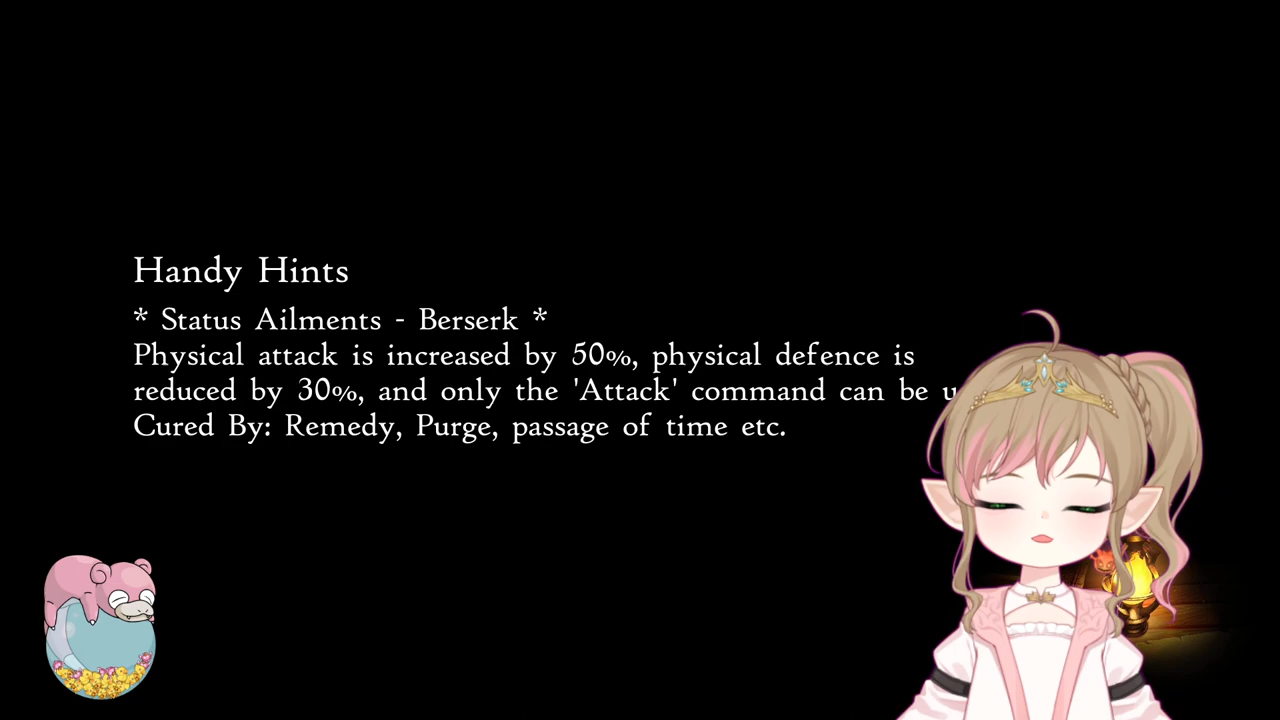 Handy Hints
* Status Ailments - Berserk *
Physical attack is increased by 50%, physical defence is
reduced by 30%, and only the 'Attack' command can be
Cured By: Remedy, Purge, passage of time etc.